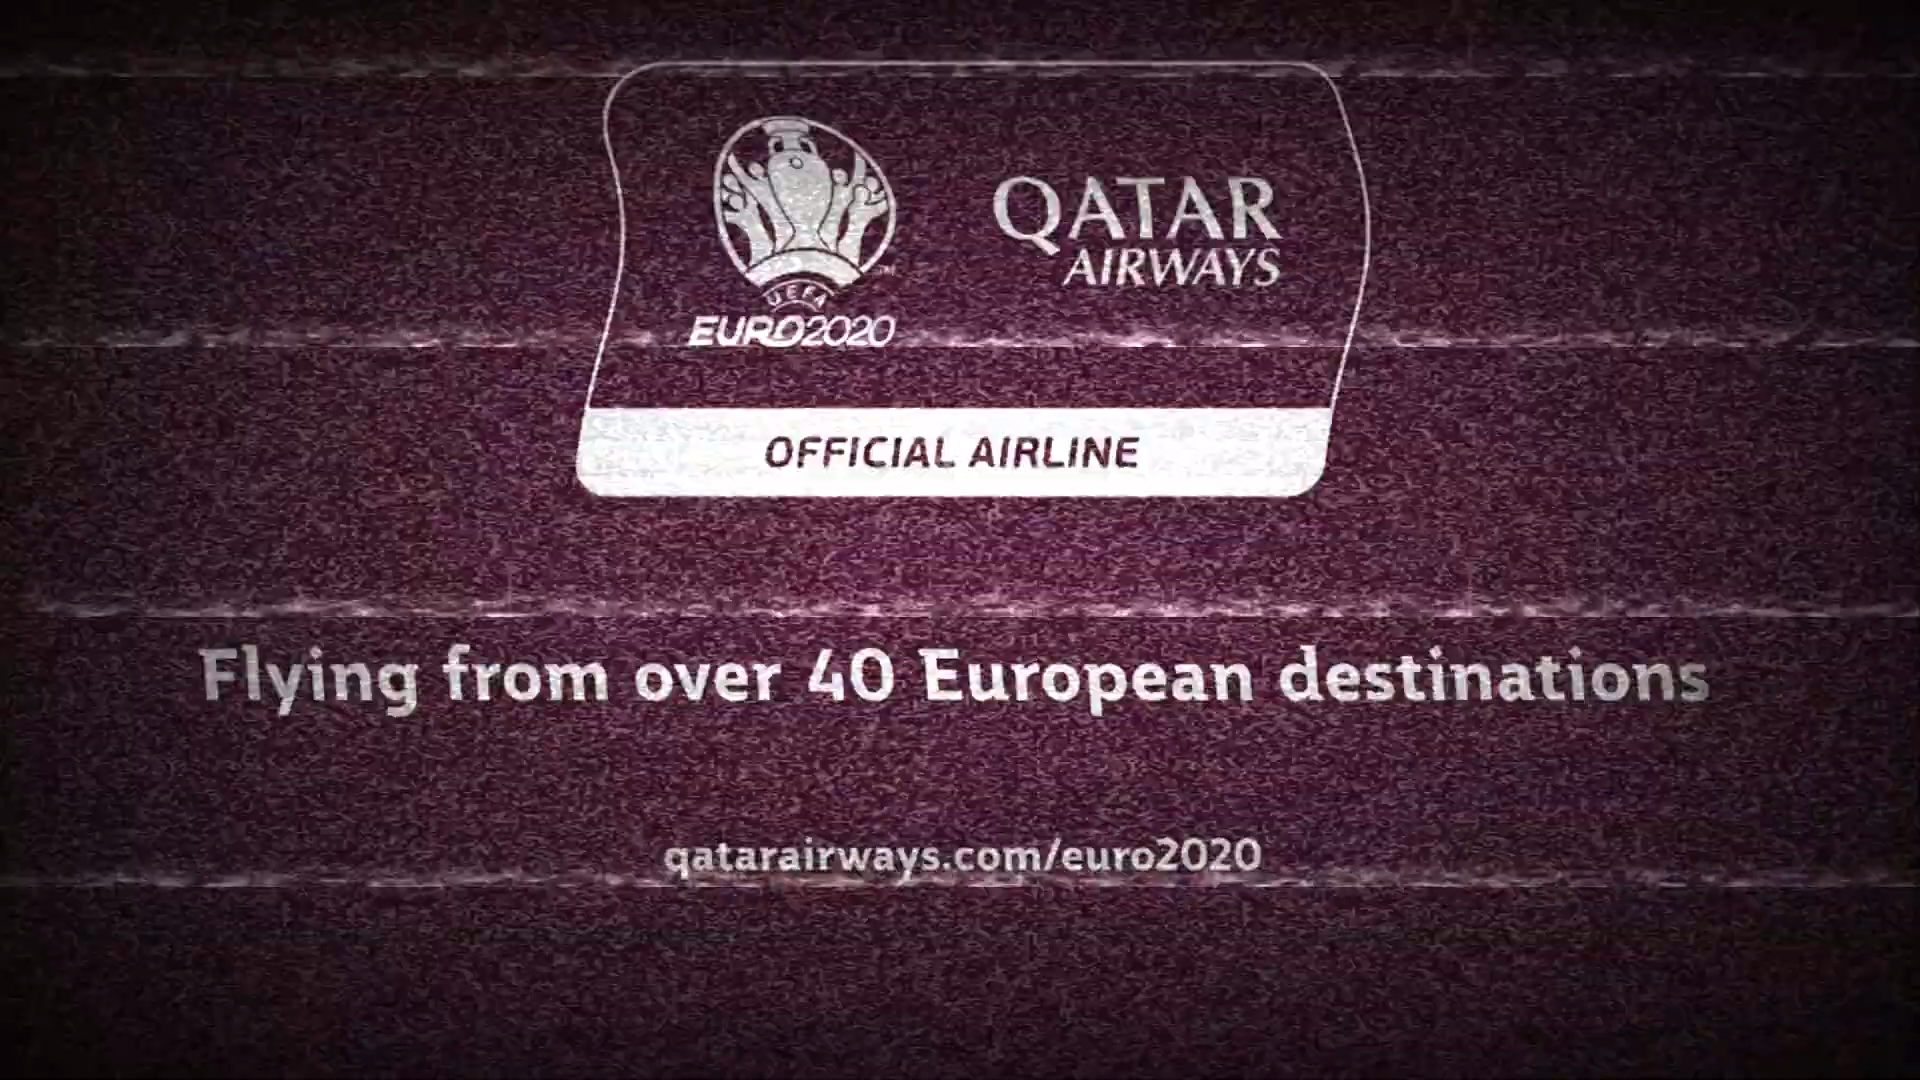 QATAR
AIRWAYS
UEFA
EURO2020
OFFICIAL AIRLINE
Flying from over 40 European destinations
qatarairways.com/euro2020